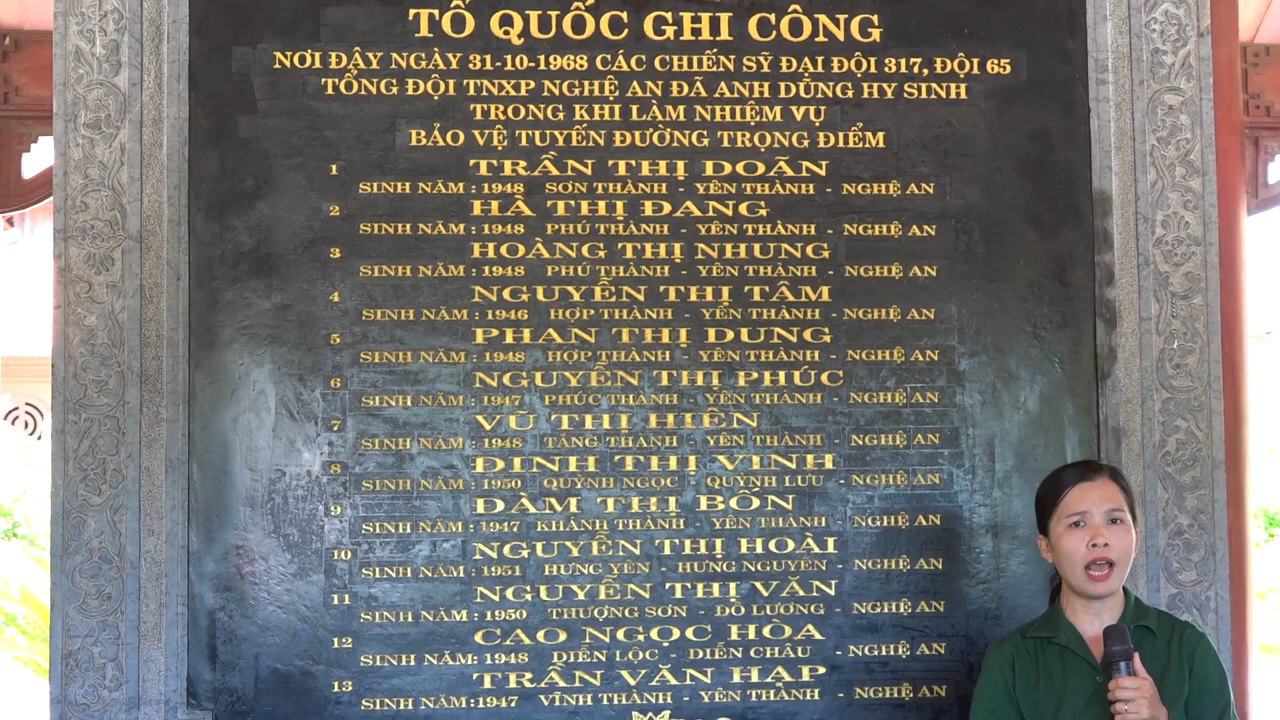 TỔ QUỐC GHI CÔNG
NƠI ĐÂY NGÀY 31-10-1968 CÁC CHIẾN SỸ ĐẠI ĐỘI 317, ĐỘI 65
TỔNG ĐỘI TNXP NGHỆ AN ĐÃ ANH DŨNG HY SINH
TRONG KHI LÀM NHIỆM VỤ
BẢO VỆ TUYẾN ĐƯỜNG TRỌNG ĐIỂM
1 TRẦN THỊ DOÃN
SINH NĂM : 1948 SƠN THÀNH - YÊN THÀNH - NGHỆ AN
2 HÀ THỊ ĐANG
SINH NĂM : 1948 PHÚ THÀNH - YÊN THÀNH - NGHỆ AN
3 HOÀNG THỊ NHUNG
SINH NĂM : 1948 PHÚ THÀNH - YÊN THÀNH - NGHỆ AN
4 NGUYỄN THỊ TÂM
SINH NĂM : 1946 HỢP THÀNH - YÊN THÀNH - NGHỆ AN
5 PHAN THỊ DUNG
SINH NĂM : 1948 HỢP THÀNH - YÊN THÀNH - NGHỆ AN
6 NGUYỄN THỊ PHÚC
SINH NĂM : 1947 PHÚC THÀNH - YÊN THÀNH - NGHỆ AN
7 VŨ THỊ HIÊN
SINH NĂM : 1948 TĂNG THÀNH - YÊN THÀNH - NGHỆ AN
8 ĐINH THỊ VINH
SINH NĂM : 1950 QUỲNH NGỌC - QUỲNH LƯU - NGHỆ AN
9 ĐÀM THỊ BỐN
SINH NĂM : 1947 KHÁNH THÀNH - YÊN THÀNH - NGHỆ AN
10 NGUYỄN THỊ HOÀI
SINH NĂM : 1951 HƯNG YÊN - HƯNG NGUYÊN - NGHỆ AN
11 NGUYỄN THỊ VĂN
SINH NĂM : 1950 THƯỢNG SƠN - ĐÔ LƯƠNG - NGHỆ AN
12 CAO NGỌC HÒA
SINH NĂM: 1948 DIỄN LỘC - DIỄN CHÂU - NGHỆ AN
13 TRẦN VĂN HẠP
SINH NĂM:1947 VĨNH THÀNH - YÊN THÀNH - NGHỆ AN